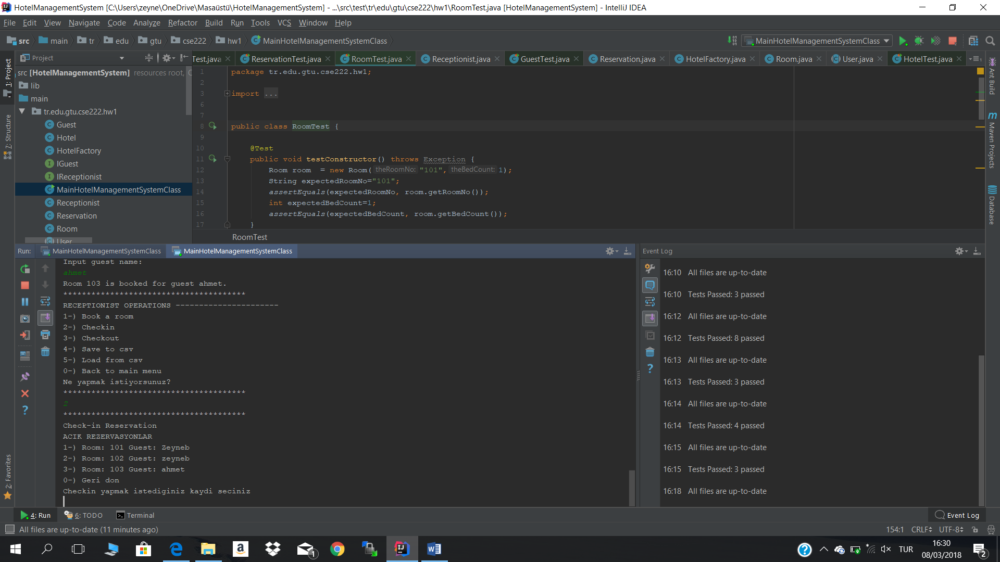 HotelManagementSystem [C:\Users\zeyne\OneDrive\Masaüstü\HotelManagementSystem] - ...\src\test\tr\edu\gtu\cse222\hw1\RoomTest.java [HotelManagementSystem] - IntelliJ IDEA
File Edit View Navigate Code Analyze Refactor Build Run Tools VCS Window Help
src main tr edu gtu cse222 hw1 MainHotelManagementSystemClass
MainHotelManagementSystemClass
Project
Test.java ReservationTest.java RoomTest.java Receptionist.java GuestTest.java Reservation.java HotelFactory.java Room.java User.java HotelTest.java
1: Project
7: Structure
2: Favorites
src [HotelManagementSystem] resources root,
lib
main
tr.edu.gtu.cse222.hw1
Guest
Hotel
HotelFactory
IGuest
IReceptionist
MainHotelManagementSystemClass
Receptionist
Reservation
Room
User
1 package tr.edu.gtu.cse222.hw1;
2
3 import ...
6
7
8 public class RoomTest {
9
10 @Test
11 public void testConstructor() throws Exception {
12 Room room = new Room( theRoomNo: "101", theBedCount: 1);
13 String expectedRoomNo="101";
14 assertEquals(expectedRoomNo, room.getRoomNo());
15 int expectedBedCount=1;
16 assertEquals(expectedBedCount, room.getBedCount());
17 }
RoomTest
Ant Build
Maven Projects
Database
Run: MainHotelManagementSystemClass MainHotelManagementSystemClass
Input guest name:
ahmet
Room 103 is booked for guest ahmet.
***************************************
RECEPTIONIST OPERATIONS ----------------------
1-) Book a room
2-) Checkin
3-) Checkout
4-) Save to csv
5-) Load from csv
0-) Back to main menu
Ne yapmak istiyorsunuz?
***************************************
2
***************************************
Check-in Reservation
ACIK REZERVASYONLAR
1-) Room: 101 Guest: Zeyneb
2-) Room: 102 Guest: zeyneb
3-) Room: 103 Guest: ahmet
0-) Geri don
Checkin yapmak istediginiz kaydi seciniz
Event Log
16:10 All files are up-to-date
16:10 Tests Passed: 3 passed
16:12 All files are up-to-date
16:12 Tests Passed: 8 passed
16:13 All files are up-to-date
16:13 Tests Passed: 3 passed
16:14 All files are up-to-date
16:14 Tests Passed: 4 passed
16:15 All files are up-to-date
16:15 Tests Passed: 3 passed
16:18 All files are up-to-date
4: Run 6: TODO Terminal Event Log
All files are up-to-date (11 minutes ago) 154:1 CRLF UTF-8
1
TUR
16:30
08/03/2018
2